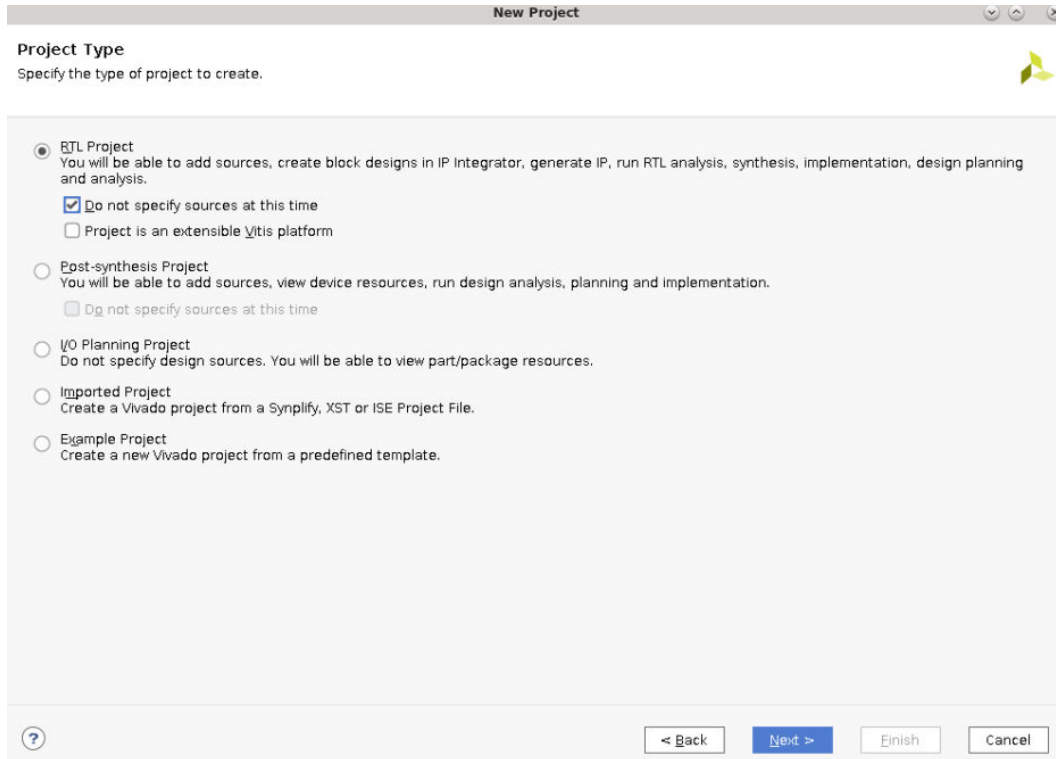 New Project
Project Type
Specify the type of project to create.
RTL Project
You will be able to add sources, create block designs in IP Integrator, generate IP, run RTL analysis, synthesis, implementation, design planning
and analysis.
Do not specify sources at this time
Project is an extensible Vitis platform
Post-synthesis Project
You will be able to add sources, view device resources, run design analysis, planning and implementation.
Do not specify sources at this time
I/O Planning Project
Do not specify design sources. You will be able to view part/package resources.
Imported Project
Create a Vivado project from a Synplify, XST or ISE Project File.
Example Project
Create a new Vivado project from a predefined template.
?
< Back
Next >
Finish
Cancel